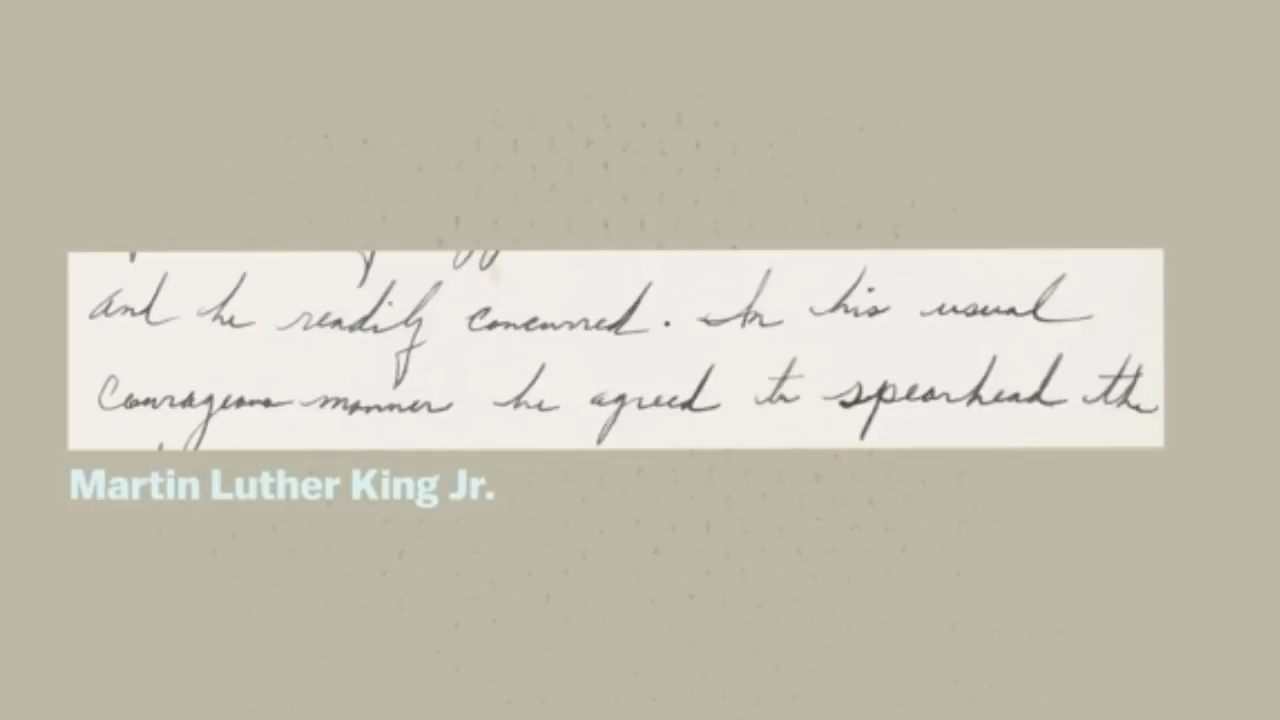 and he readily concurred. In his usual
Courageous manner he agreed to spearhead the
Martin Luther King Jr.